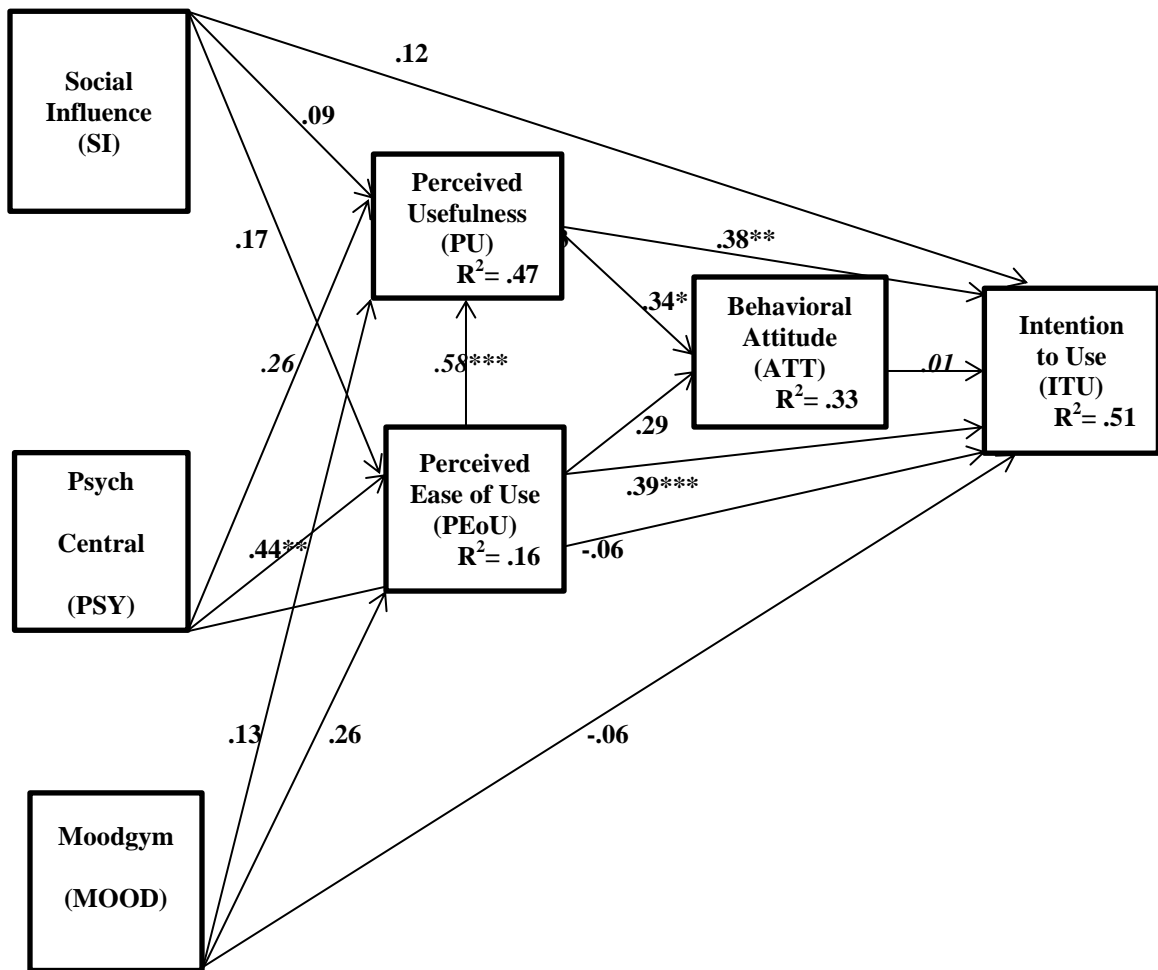 Social
Influence
(SI)
.12
.09
Perceived
Usefulness
(PU)
R²= .47
.17
.38**
.34*
Behavioral
Attitude
(ATT)
R²= .33
Intention
to Use
(ITU)
R²= .51
.26
.58***
.01
.29
Perceived
Ease of Use
(PEoU)
R²= .16
.39***
-.06
Psych
Central
(PSY)
.44**
.13
.26
-.06
Moodgym
(MOOD)